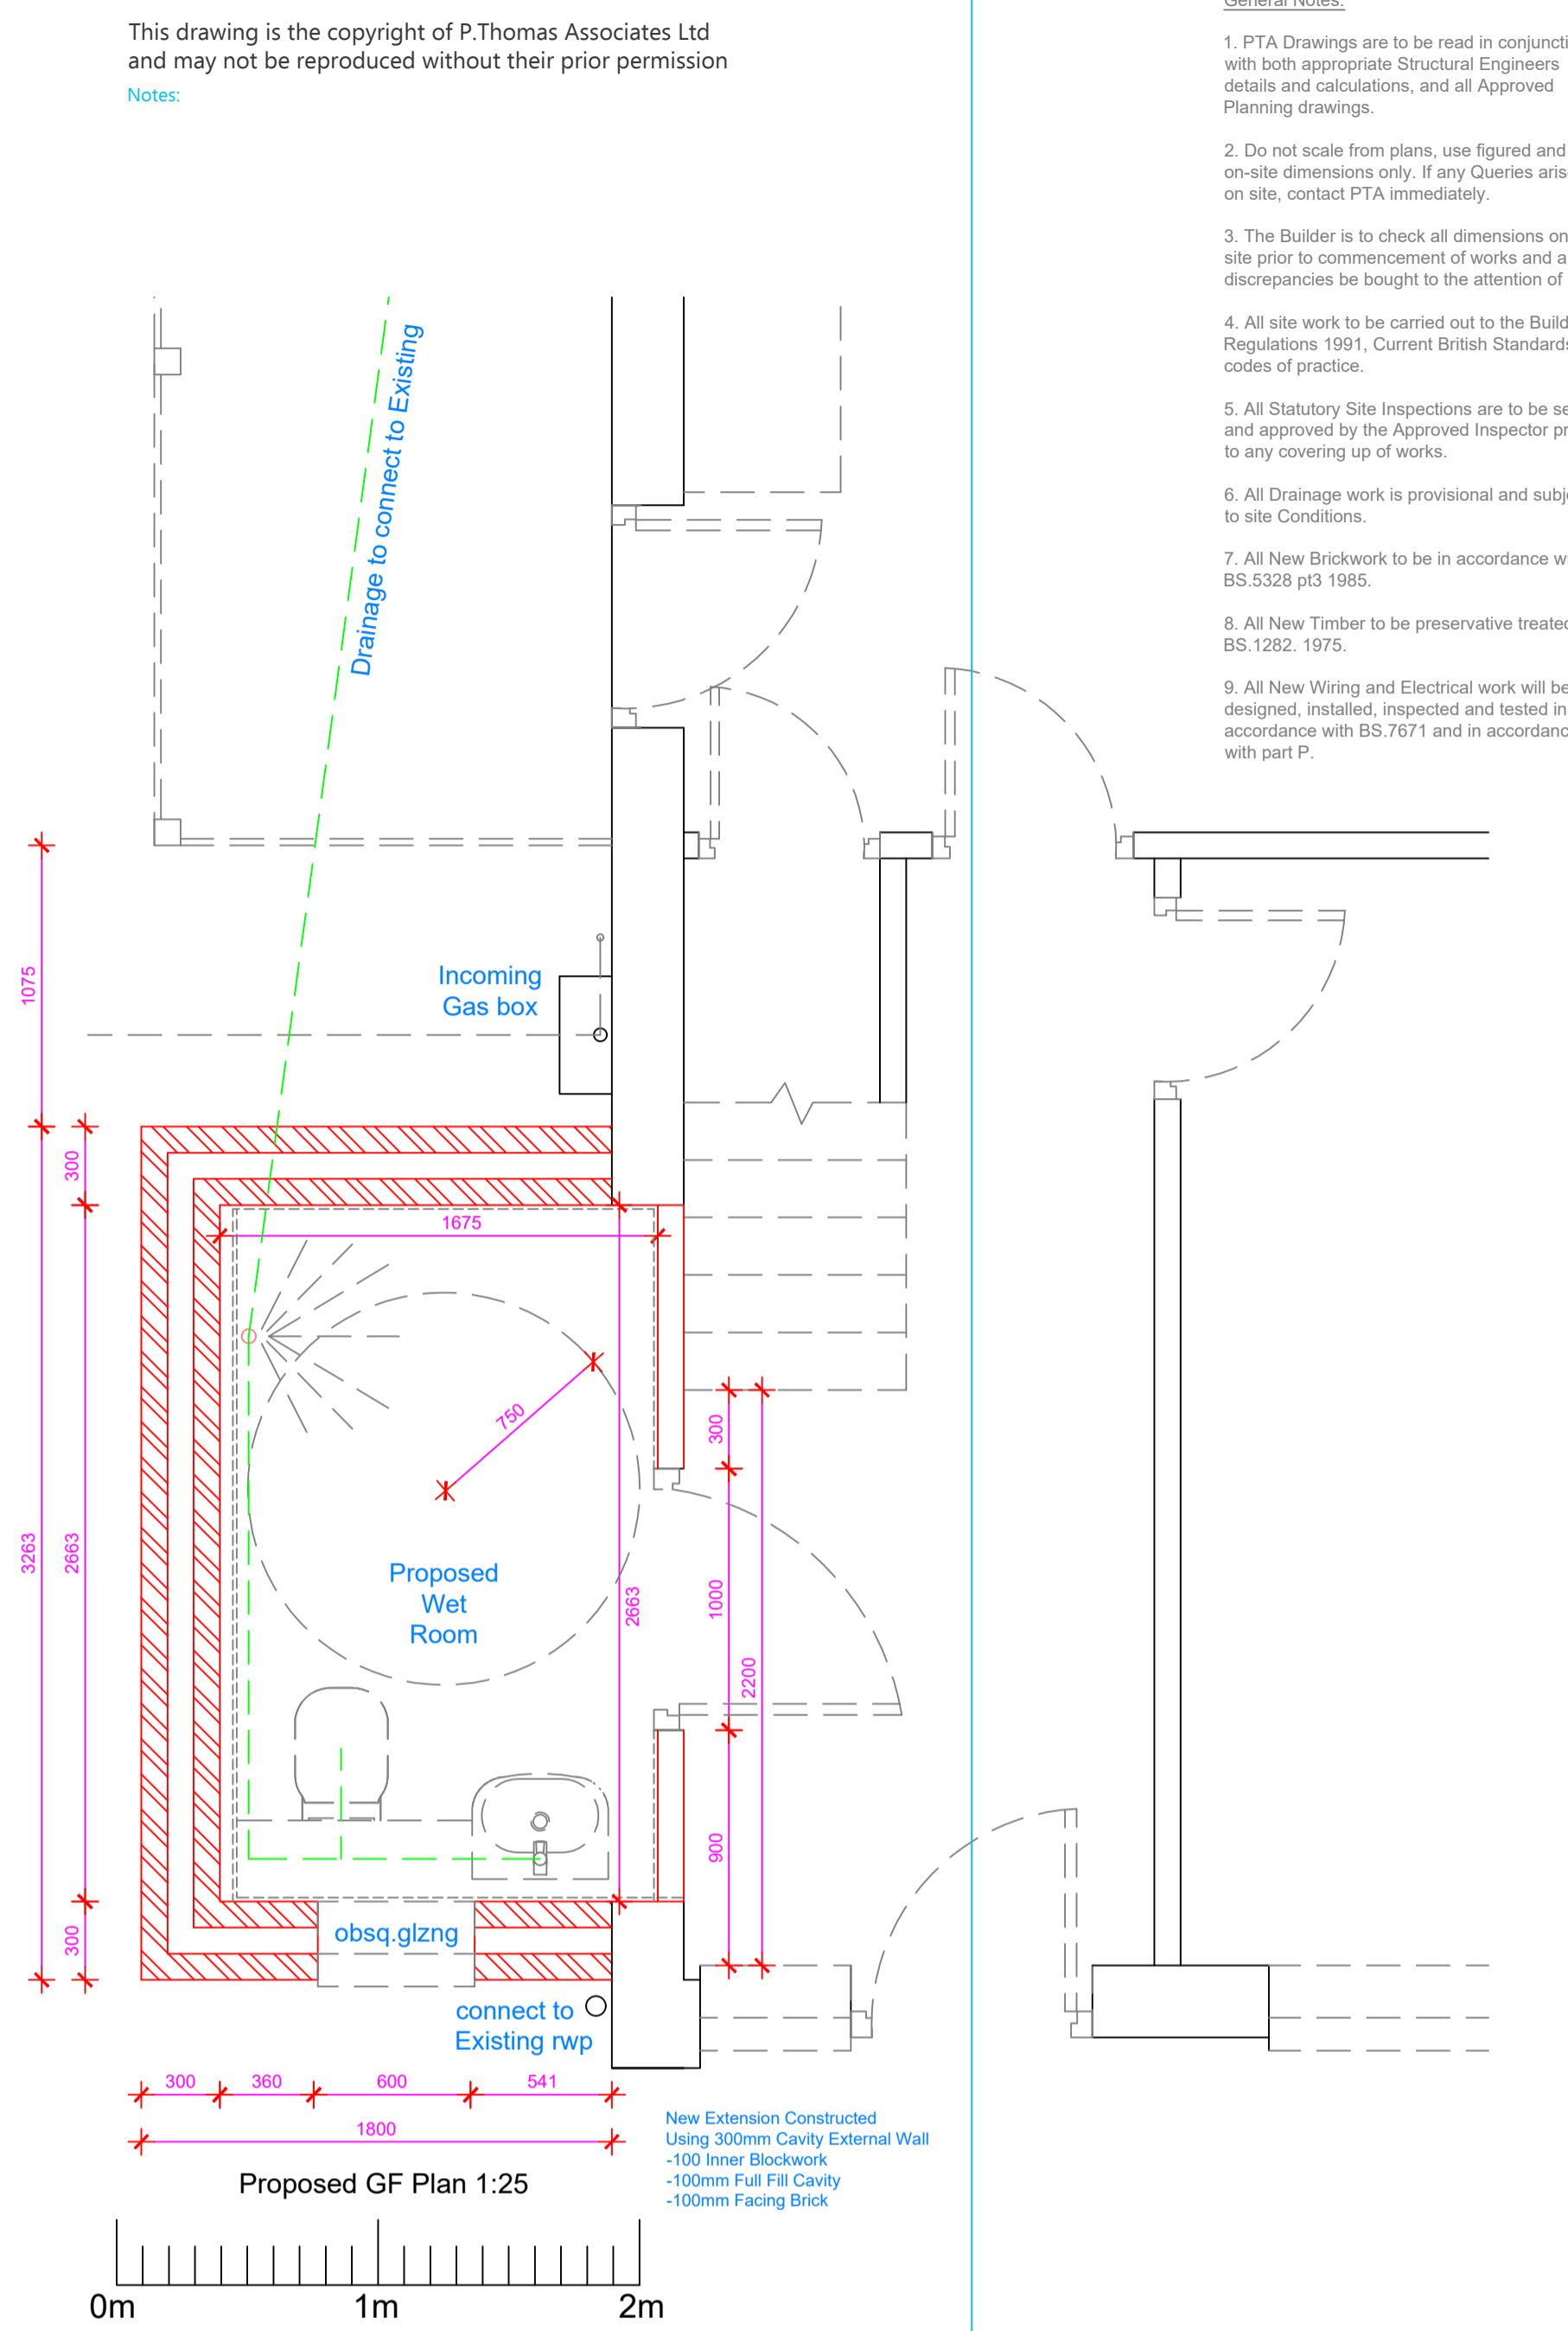 This drawing is the copyright of P.Thomas Associates Ltd
and may not be reproduced without their prior permission
Notes:
General Notes:
1. PTA Drawings are to be read in conjuncti
with both appropriate Structural Engineers
details and calculations, and all Approved
Planning drawings.
2. Do not scale from plans, use figured and
on-site dimensions only. If any Queries aris
on site, contact PTA immediately.
3. The Builder is to check all dimensions on
site prior to commencement of works and a
discrepancies be bought to the attention of
4. All site work to be carried out to the Build
Regulations 1991, Current British Standards
codes of practice.
5. All Statutory Site Inspections are to be se
and approved by the Approved Inspector pr
to any covering up of works.
6. All Drainage work is provisional and subje
to site Conditions.
7. All New Brickwork to be in accordance w
BS.5328 pt3 1985.
8. All New Timber to be preservative treated
BS.1282. 1975.
9. All New Wiring and Electrical work will be
designed, installed, inspected and tested in
accordance with BS.7671 and in accordanc
with part P.
Drainage to connect to Existing
1075
Incoming
Gas box
300
1675
750
300
3263
2663
Proposed
Wet
Room
2663
1000
2200
900
300
obsq.glzng
connect to
Existing rwp
300
360
600
541
1800
New Extension Constructed
Using 300mm Cavity External Wall
-100 Inner Blockwork
-100mm Full Fill Cavity
-100mm Facing Brick
Proposed GF Plan 1:25
0m
1m
2m